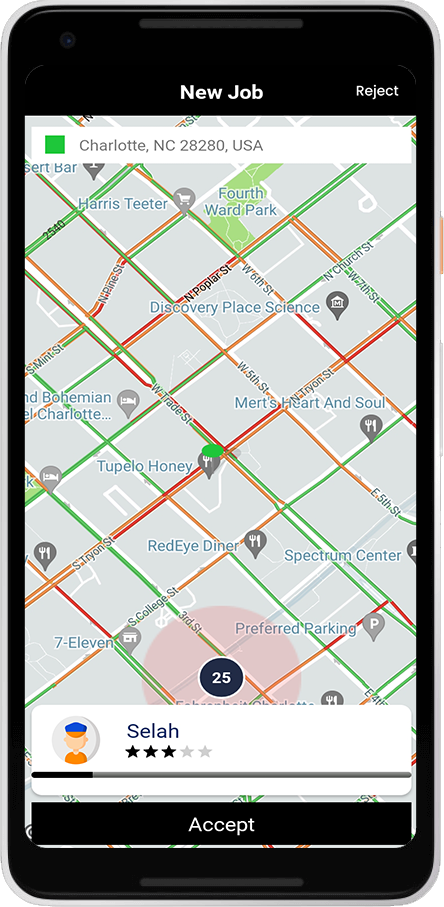 New Job
Reject
Charlotte, NC 28280, USA
sert Bar
Harris Teeter
Fourth
Ward Park
2540
N Church St
W 6th St
W 7th St
N Pine St
N Poplar St
Discovery Place Science
S Mint St
W 5th St
N Tryon St
nd Bohemian
el Charlotte...
Mert's Heart And Soul
W Trade St
Tupelo Honey
k
E 5th St
RedEye Diner
S Tryon St
Spectrum Center
S College St
3rd St
7-Eleven
Preferred Parking
25
E 4th
Fahrenheit Charlotte
Selah
Accept